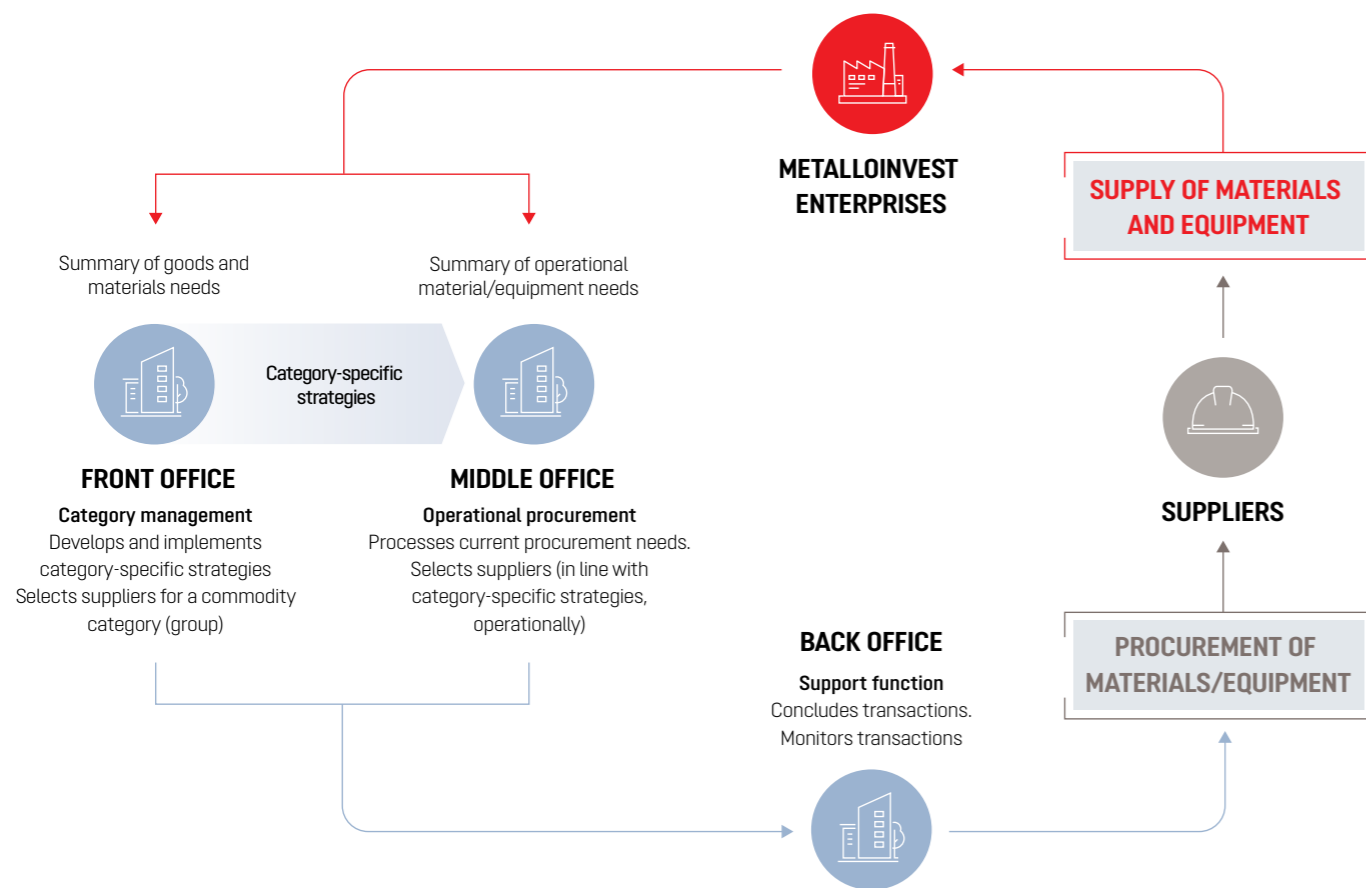 METALLOINVEST
ENTERPRISES
SUPPLY OF MATERIALS
AND EQUIPMENT
Summary of goods and
materials needs
Summary of operational
material/equipment needs
Category-specific
strategies
FRONT OFFICE
Category management
Develops and implements
category-specific strategies
Selects suppliers for a commodity
category (group)
MIDDLE OFFICE
Operational procurement
Processes current procurement needs.
Selects suppliers (in line with
category-specific strategies,
operationally)
SUPPLIERS
BACK OFFICE
Support function
Concludes transactions.
Monitors transactions
PROCUREMENT OF
MATERIALS/EQUIPMENT